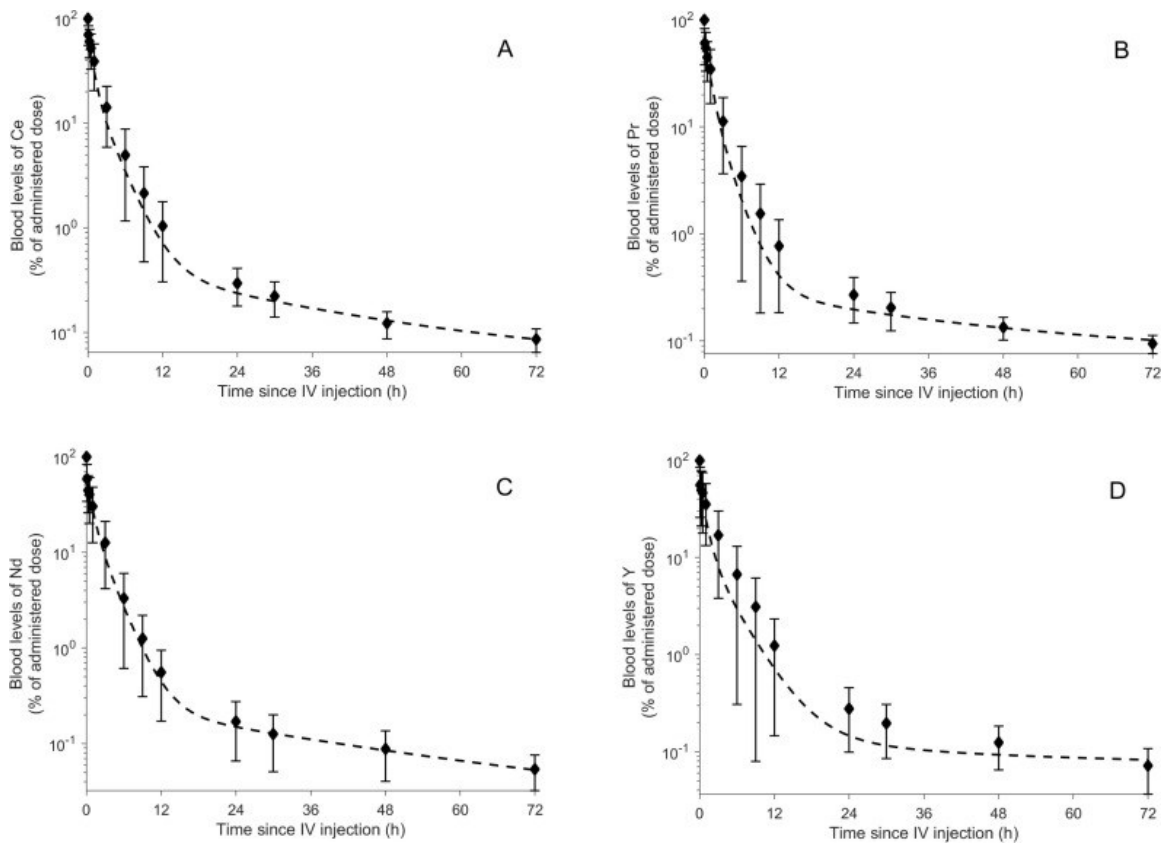 A
10^2
10^1
10^0
10^-1
Blood levels of Ce
(% of administered dose)
0 12 24 36 48 60 72
Time since IV injection (h)
B
10^2
10^1
10^0
10^-1
Blood levels of Pr
(% of administered dose)
0 12 24 36 48 60 72
Time since IV injection (h)
C
10^2
10^1
10^0
10^-1
Blood levels of Nd
(% of administered dose)
0 12 24 36 48 60 72
Time since IV injection (h)
D
10^2
10^1
10^0
10^-1
Blood levels of Y
(% of administered dose)
0 12 24 36 48 60 72
Time since IV injection (h)